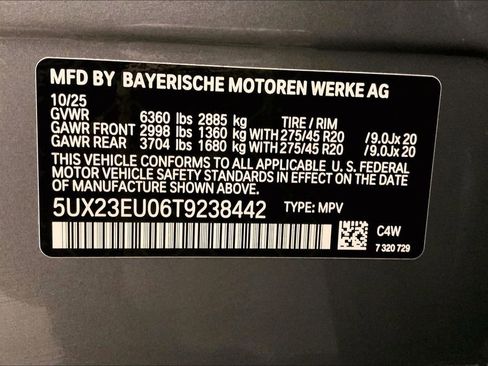 MFD BY BAYERISCHE MOTOREN WERKE AG
10/25
GVWR 6360 lbs 2885 kg TIRE / RIM
GAWR FRONT 2998 lbs 1360 kg WITH 275/45 R20 /9.0Jx 20
GAWR REAR 3704 lbs 1680 kg WITH 275/45 R20 /9.0Jx 20
THIS VEHICLE CONFORMS TO ALL APPLICABLE U. S. FEDERAL
MOTOR VEHICLE SAFETY STANDARDS IN EFFECT ON THE
DATE OF MANUFACTURE SHOWN ABOVE.
5UX23EU06T9238442 TYPE: MPV
C4W
7 320 729